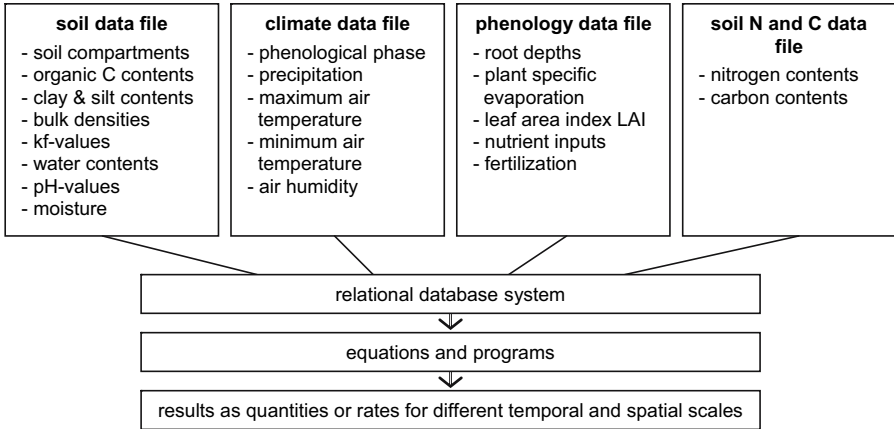 soil data file
- soil compartments
- organic C contents
- clay & silt contents
- bulk densities
- kf-values
- water contents
- pH-values
- moisture
climate data file
- phenological phase
- precipitation
- maximum air
temperature
- minimum air
temperature
- air humidity
phenology data file
- root depths
- plant specific
evaporation
- leaf area index LAI
- nutrient inputs
- fertilization
soil N and C data
file
- nitrogen contents
- carbon contents
relational database system
equations and programs
results as quantities or rates for different temporal and spatial scales